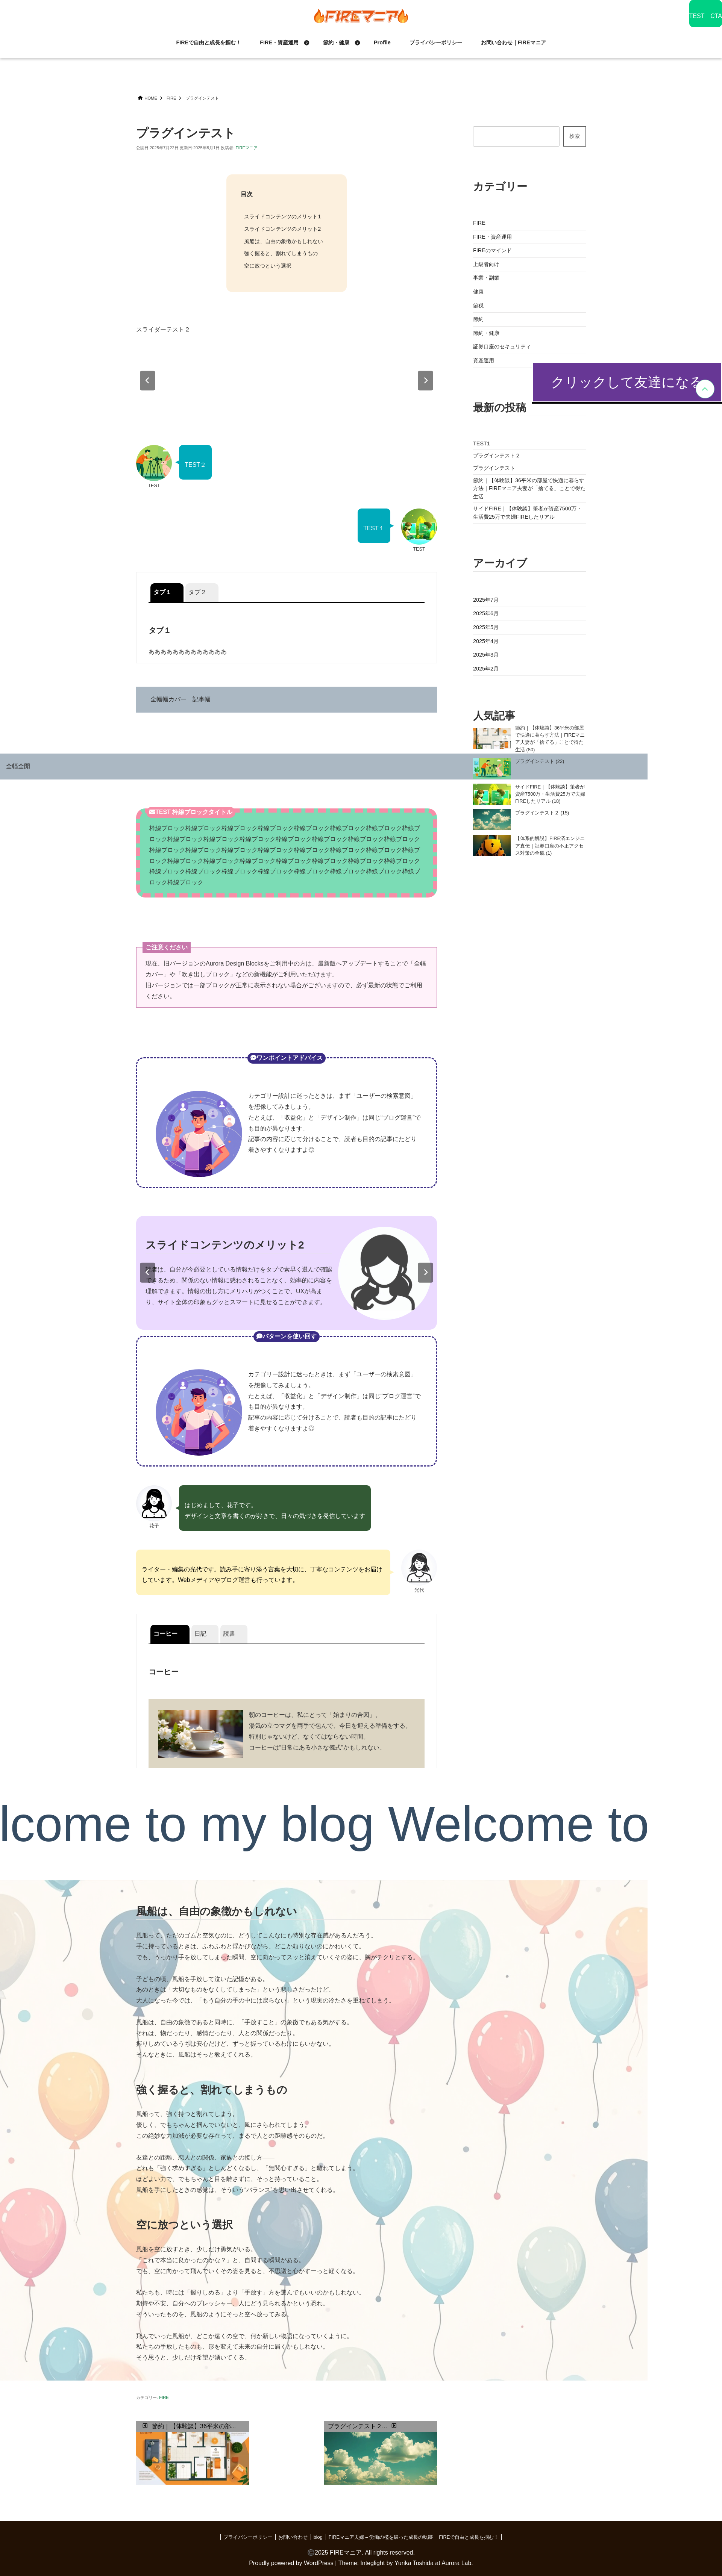 FIREマニア
TEST CTA
FIREで自由と成長を掴む！
FIRE・資産運用
節約・健康
Profile
プライバシーポリシー
お問い合わせ | FIREマニア
HOME
FIRE
プラグインテスト
プラグインテスト
公開日:2025年7月22日 更新日:2025年8月1日 投稿者: FIREマニア
目次
スライドコンテンツのメリット1
スライドコンテンツのメリット2
風船は、自由の象徴かもしれない
強く握ると、割れてしまうもの
空に放つという選択
スライダーテスト２
TEST２
TEST
TEST１
TEST
タブ１
タブ２
タブ１
あああああああああああああ
全幅幅カバー　記事幅
全幅全開
TEST 枠線ブロックタイトル
枠線ブロック枠線ブロック枠線ブロック枠線ブロック枠線ブロック枠線ブロック枠線ブロック枠線ブ
ロック枠線ブロック枠線ブロック枠線ブロック枠線ブロック枠線ブロック枠線ブロック枠線ブロック
枠線ブロック枠線ブロック枠線ブロック枠線ブロック枠線ブロック枠線ブロック枠線ブロック枠線ブ
ロック枠線ブロック枠線ブロック枠線ブロック枠線ブロック枠線ブロック枠線ブロック枠線ブロック
枠線ブロック枠線ブロック枠線ブロック枠線ブロック枠線ブロック枠線ブロック枠線ブロック枠線ブ
ロック枠線ブロック
ご注意ください
現在、旧バージョンのAurora Design Blocksをご利用中の方は、最新版へアップデートすることで「全幅
カバー」や「吹き出しブロック」などの新機能がご利用いただけます。
旧バージョンでは一部ブロックが正常に表示されない場合がございますので、必ず最新の状態でご利用
ください。
ワンポイントアドバイス
カテゴリー設計に迷ったときは、まず「ユーザーの検索意図」
を想像してみましょう。
たとえば、「収益化」と「デザイン制作」は同じ"ブログ運営"で
も目的が異なります。
記事の内容に応じて分けることで、読者も目的の記事にたどり
着きやすくなりますよ◎
スライドコンテンツのメリット2
は、自分が今必要としている情報だけをタブで素早く選んで確認
できるため、関係のない情報に惑わされることなく、効率的に内容を
理解できます。情報の出し方にメリハリがつくことで、UXが高ま
り、サイト全体の印象もグッとスマートに見せることができます。
パターンを使い回す
カテゴリー設計に迷ったときは、まず「ユーザーの検索意図」
を想像してみましょう。
たとえば、「収益化」と「デザイン制作」は同じ"ブログ運営"で
も目的が異なります。
記事の内容に応じて分けることで、読者も目的の記事にたどり
着きやすくなりますよ◎
はじめまして、花子です。
デザインと文章を書くのが好きで、日々の気づきを発信しています
花子
ライター・編集の光代です。読み手に寄り添う言葉を大切に、丁寧なコンテンツをお届け
しています。Webメディアやブログ運営も行っています。
光代
コーヒー
日記
読書
コーヒー
朝のコーヒーは、私にとって「始まりの合図」。
湯気の立つマグを両手で包んで、今日を迎える準備をする。
特別じゃないけど、なくてはならない時間。
コーヒーは"日常にある小さな儀式"かもしれない。
lcome to my blog Welcome to
風船は、自由の象徴かもしれない
風船って、ただのゴムと空気なのに、どうしてこんなにも特別な存在感があるんだろう。
手に持っているときは、ふわふわと浮かびながら、どこか頼りないのにかわいくて。
でも、うっかり手を放してしまった瞬間、空に向かってスッと消えていくその姿に、胸がチクリとする。
子どもの頃、風船を手放して泣いた記憶がある。
あのときは「大切なものをなくしてしまった」という悲しさだったけど、
大人になった今では、「もう自分の手の中には戻らない」という現実の冷たさを重ねてしまう。
風船は、自由の象徴であると同時に、「手放すこと」の象徴でもある気がする。
それは、物だったり、感情だったり、人との関係だったり。
握りしめているうちは安心だけど、ずっと握っているわけにもいかない。
そんなときに、風船はそっと教えてくれる。
強く握ると、割れてしまうもの
風船って、強く持つと割れてしまう。
優しく、でもちゃんと掴んでいないと、風にさらわれてしまう。
この絶妙な力加減が必要な存在って、まるで人との距離感そのものだ。
友達との距離、恋人との関係、家族との接し方——
どれも「強く求めすぎる」としんどくなるし、「無関心すぎる」と離れてしまう。
ほどよい力で、でもちゃんと目を離さずに、そっと持っていること。
風船を手にしたときの感覚は、そういう"バランス"を思い出させてくれる。
空に放つという選択
風船を空に放すとき、少しだけ勇気がいる。
「これで本当に良かったのかな？」と、自問する瞬間がある。
でも、空に向かって飛んでいくその姿を見ると、不思議と心がすーっと軽くなる。
私たちも、時には「握りしめる」より「手放す」方を選んでもいいのかもしれない。
期待や不安、自分へのプレッシャー、人にどう見られるかという恐れ。
そういったものを、風船のようにそっと空へ放ってみる。
飛んでいった風船が、どこか遠くの空で、何か新しい物語になっていくように。
私たちの手放したものも、形を変えて未来の自分に届くかもしれない。
そう思うと、少しだけ希望が湧いてくる。
カテゴリー: FIRE
節約｜【体験談】36平米の部...
プラグインテスト２...
検索
カテゴリー
FIRE
FIRE・資産運用
FIREのマインド
上級者向け
事業・副業
健康
節税
節約
節約・健康
証券口座のセキュリティ
資産運用
クリックして友達になる
最新の投稿
TEST1
プラグインテスト２
プラグインテスト
節約｜【体験談】36平米の部屋で快適に暮らす
方法｜FIREマニア夫妻が「捨てる」ことで得た
生活
サイドFIRE｜【体験談】筆者が資産7500万・
生活費25万で夫婦FIREしたリアル
アーカイブ
2025年7月
2025年6月
2025年5月
2025年4月
2025年3月
2025年2月
人気記事
節約｜【体験談】36平米の部屋
で快適に暮らす方法｜FIREマニ
ア夫妻が「捨てる」ことで得た
生活 (89)
プラグインテスト (22)
サイドFIRE｜【体験談】筆者が
資産7500万・生活費25万で夫婦
FIREしたリアル (18)
プラグインテスト２ (15)
【体系的解説】FIRE済エンジニ
ア直伝｜証券口座の不正アクセ
ス対策の全貌 (1)
プライバシーポリシー
お問い合わせ
blog
FIREマニア夫婦 – 労働の檻を破った成長の軌跡
FIREで自由と成長を掴む！
Ⓒ2025 FIREマニア. All rights reserved.
Proudly powered by WordPress | Theme: Integlight by Yurika Toshida at Aurora Lab.